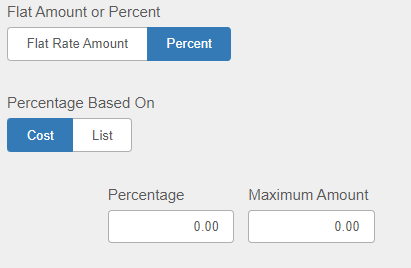 Flat Amount or Percent
Flat Rate Amount Percent
Percentage Based On
Cost List
Percentage Maximum Amount
0.00 0.00